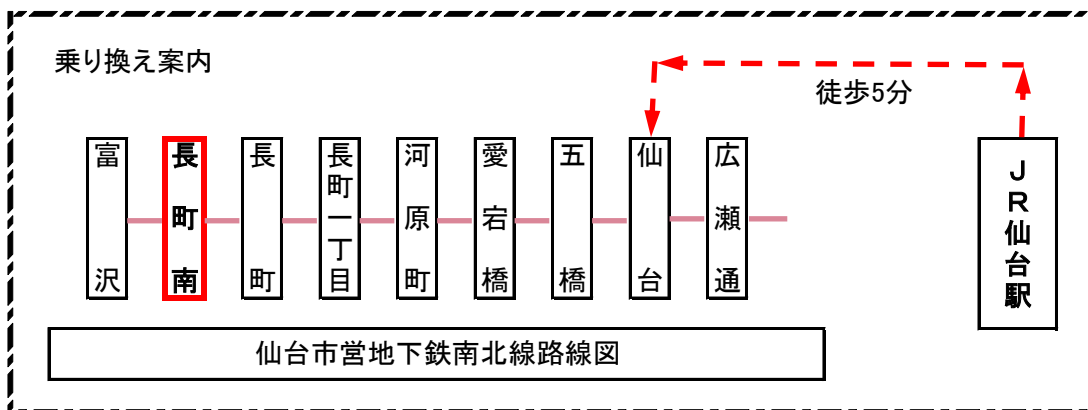 乗り換え案内
徒歩5分
富沢
長町南
長町
長町一丁目
河原町
愛宕橋
五橋
仙台
広瀬通
JR仙台駅
仙台市営地下鉄南北線路線図